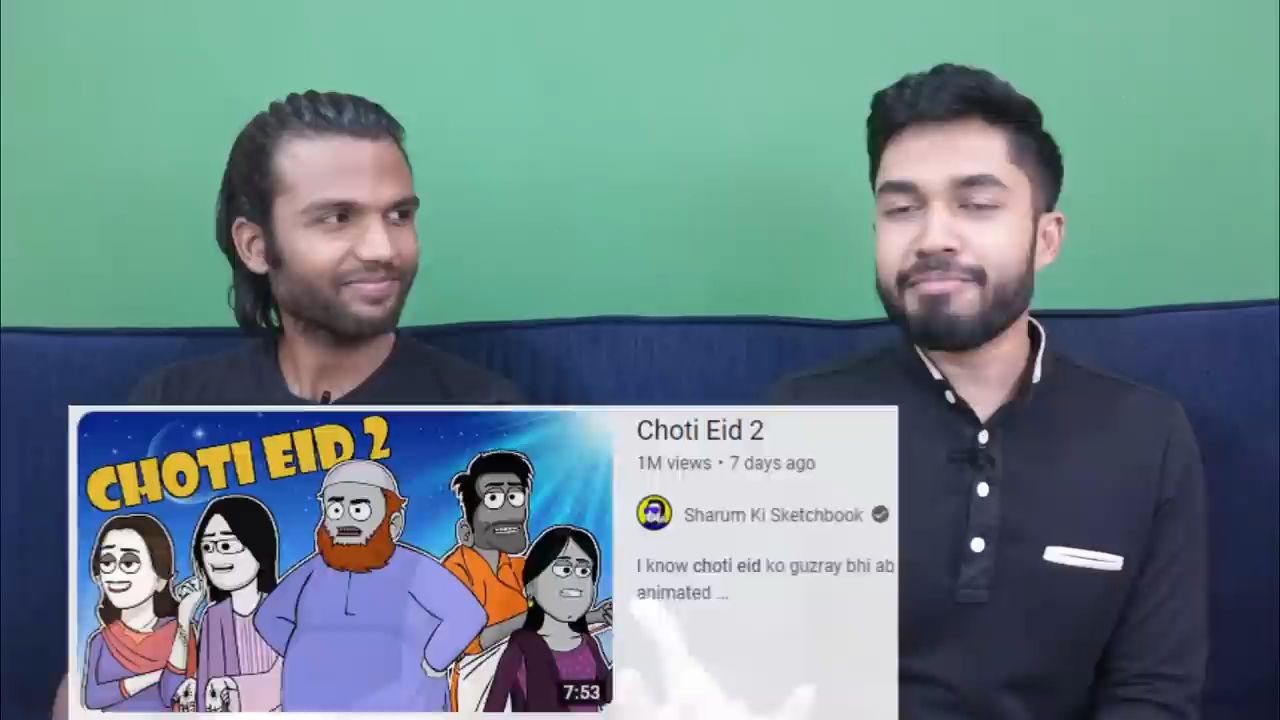 CHOTI EID 2
7:53
Choti Eid 2
1M views • 7 days ago
Sharum Ki Sketchbook
I know choti eid ko guzray bhi ab
animated ...